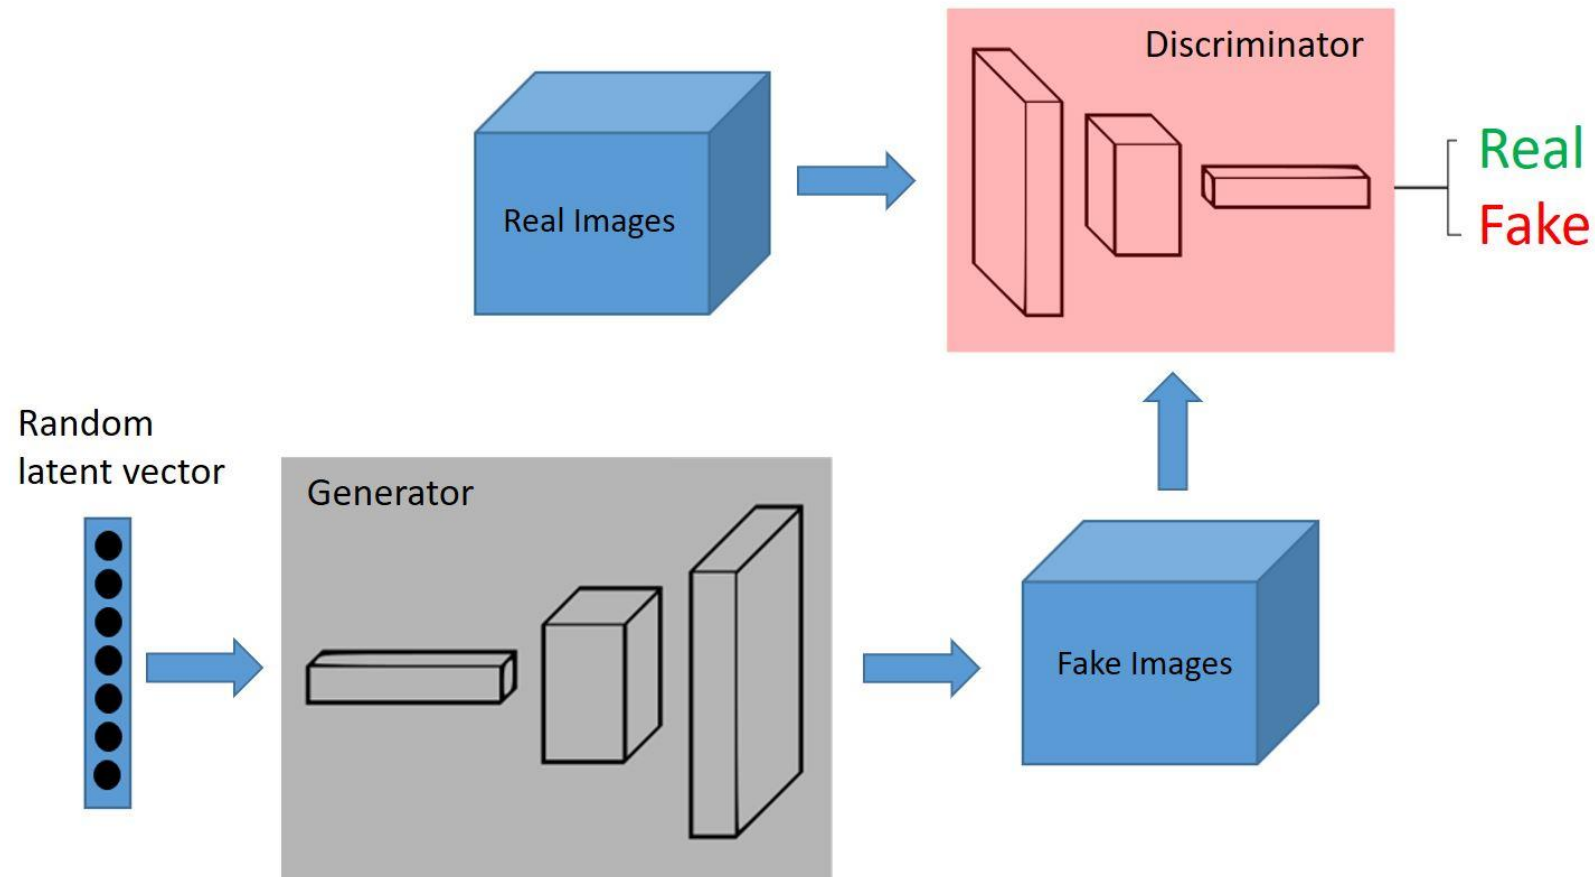 Discriminator
Real Images
Real
Fake
Random
latent vector
Generator
Fake Images